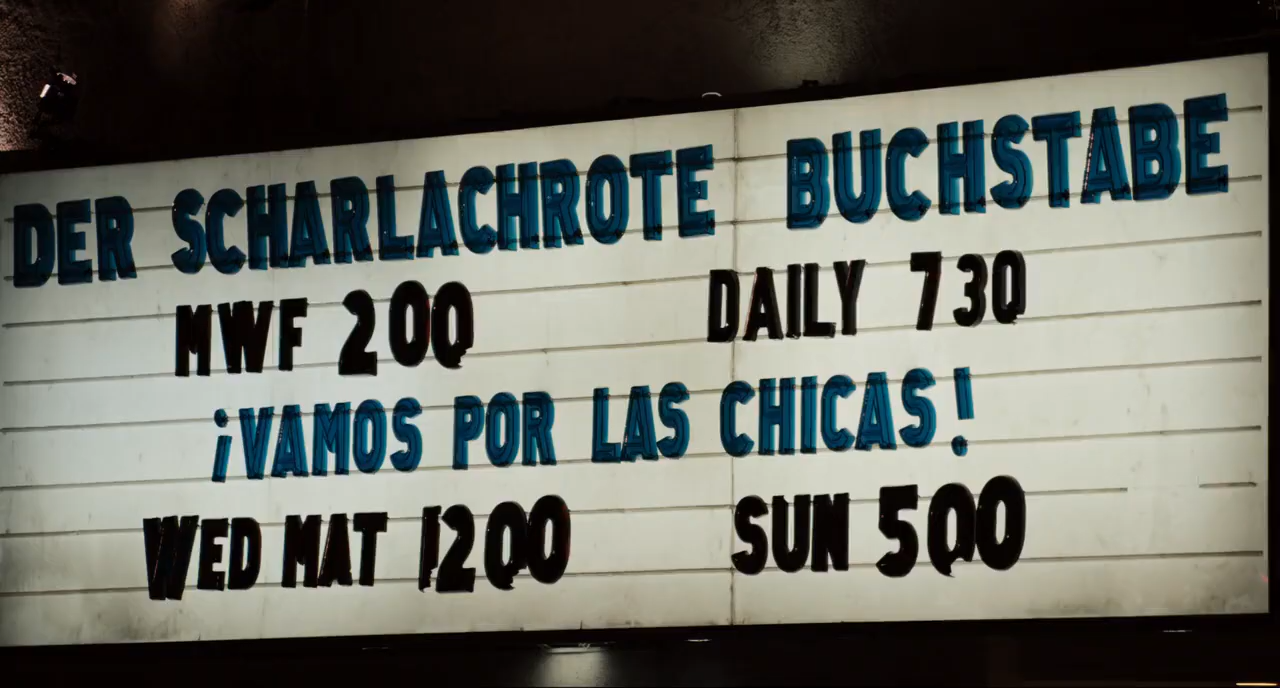 DER SCHARLACHROTE BUCHSTABE
MWF 200 DAILY 730
¡VAMOS POR LAS CHICAS!
WED MAT 1200 SUN 500